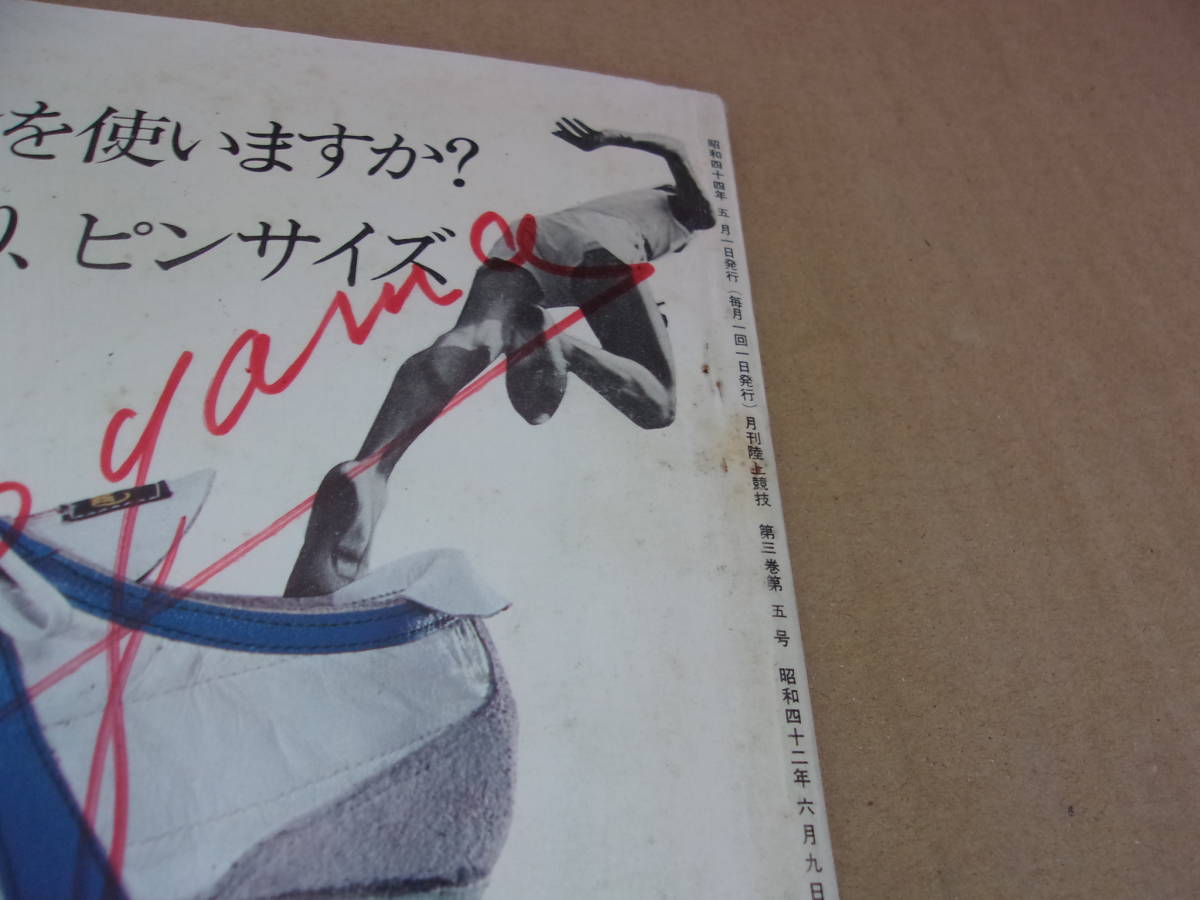 を使いますか?
、ピンサイズ
gama
昭和四十四年 五月一日発行(毎月一回一日発行)月刊陸上競技 第三巻第五号 昭和四十二年六月九日